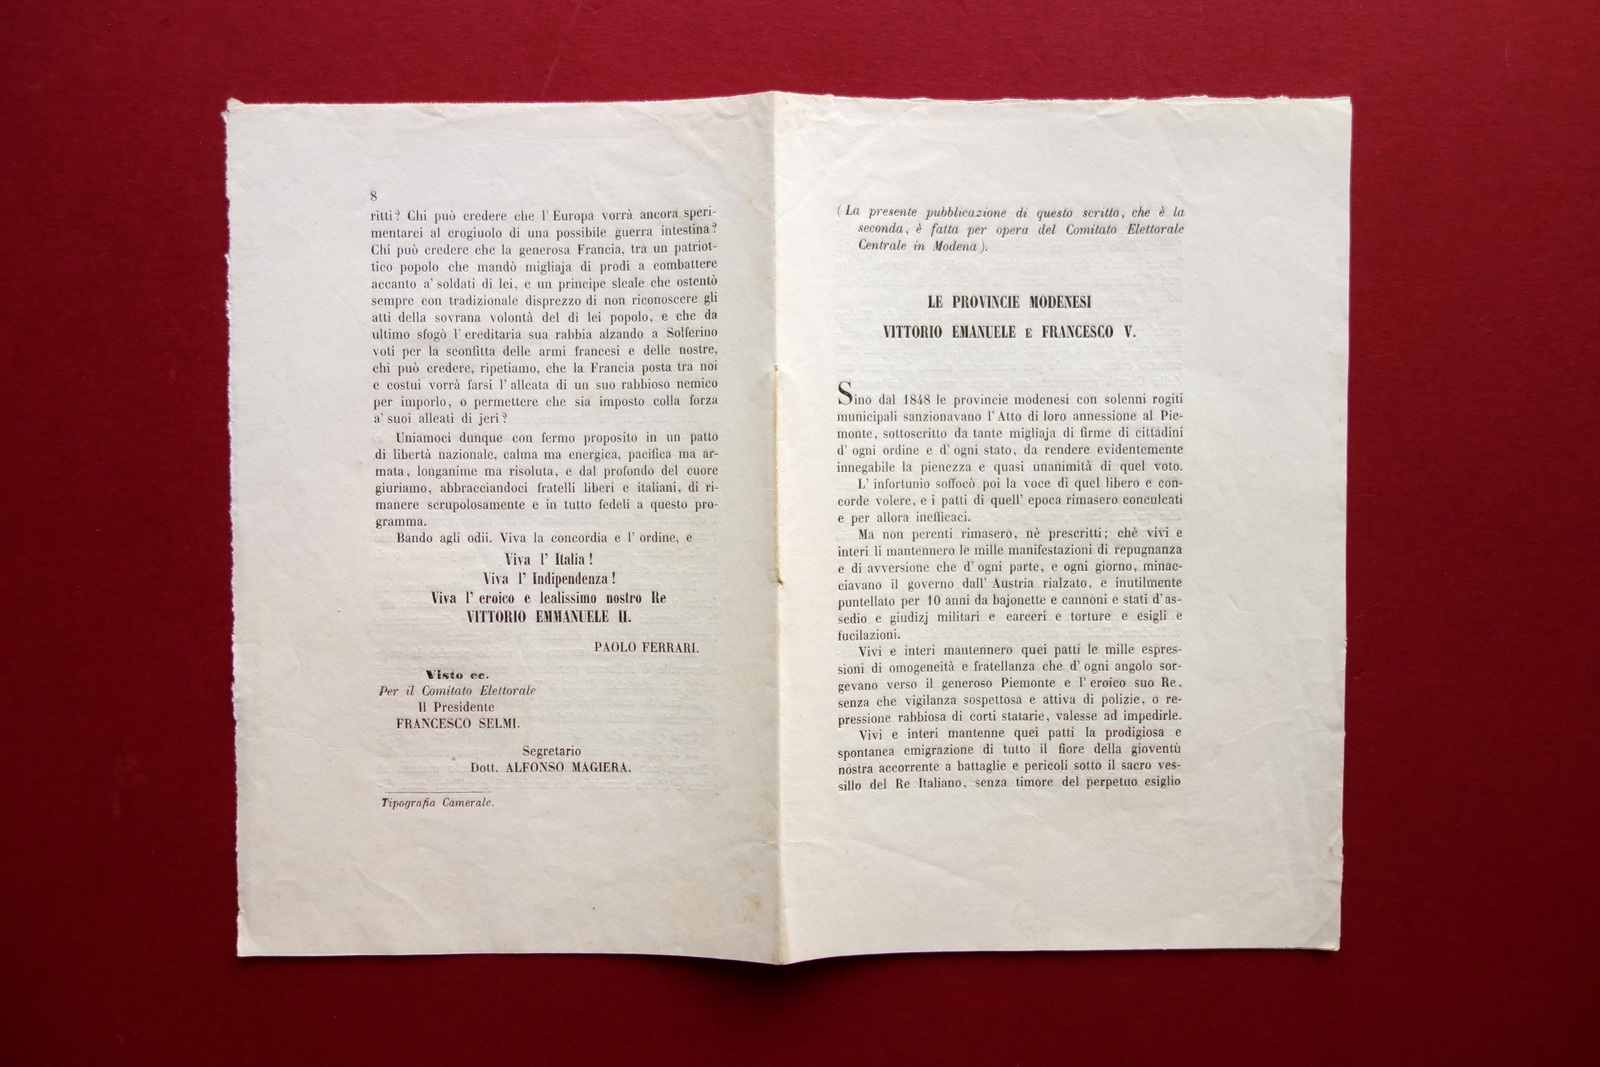 8
ritti? Chi può credere che l' Europa vorrà ancora speri-
mentarci al crogiuolo di una possibile guerra intestina?
Chi può credere che la generosa Francia, tra un patriot-
tico popolo che mandò migliaja di prodi a combattere
accanto a' soldati di lei, e un principe sleale che ostentò
sempre con tradizionale disprezzo di non riconoscere gli
atti della sovrana volontà del di lei popolo, e che da
ultimo sfogò l' ereditaria sua rabbia alzando a Solferino
voti per la sconfitta delle armi francesi e delle nostre,
chi può credere, ripetiamo, che la Francia posta tra noi
e costui vorrà farsi l' alleata di un suo rabbioso nemico
per imporlo, o permettere che sia imposto colla forza
a' suoi alleati di jeri?
Uniamoci dunque con fermo proposito in un patto
di libertà nazionale, calma ma energica, pacifica ma ar-
mata, longanime ma risoluta, e dal profondo del cuore
giuriamo, abbracciandoci fratelli liberi e italiani, di ri-
manere scrupolosamente e in tutto fedeli a questo pro-
gramma.
Bando agli odii. Viva la concordia e l' ordine, e
Viva l' Italia!
Viva l' Indipendenza!
Viva l' eroico e lealissimo nostro Re
VITTORIO EMMANUELE II.
PAOLO FERRARI.
Visto ec.
Per il Comitato Elettorale
Il Presidente
FRANCESCO SELMI.
Segretario
Dott. ALFONSO MAGIERA.
Tipografia Camerale.
(La presente pubblicazione di questo scritto, che è la
seconda, è fatta per opera del Comitato Elettorale
Centrale in Modena).
LE PROVINCIE MODENESI
VITTORIO EMANUELE E FRANCESCO V.
Sino dal 1848 le provincie modenesi con solenni rogiti
municipali sanzionavano l' Atto di loro annessione al Pie-
monte, sottoscritto da tante migliaja di firme di cittadini
d' ogni ordine e d' ogni stato, da rendere evidentemente
innegabile la pienezza e quasi unanimità di quel voto.
L' infortunio soffocò poi la voce di quel libero e con-
corde volere, e i patti di quell' epoca rimasero conculcati
e per allora inefficaci.
Ma non perenti rimasero, nè prescritti; chè vivi e
interi li mantennero le mille manifestazioni di repugnanza
e di avversione che d' ogni parte, e ogni giorno, minac-
ciavano il governo dall' Austria rialzato, e inutilmente
puntellato per 10 anni da bajonette e cannoni e stati d' as-
sedio e giudizj militari e carceri e torture e esigli e
fucilazioni.
Vivi e interi mantennero quei patti le mille espres-
sioni di omogeneità e fratellanza che d' ogni angolo sor-
gevano verso il generoso Piemonte e l' eroico suo Re,
senza che vigilanza sospettosa e attiva di polizie, o re-
pressione rabbiosa di corti statarie, valesse ad impedirle.
Vivi e interi mantenne quei patti la prodigiosa e
spontanea emigrazione di tutto il fiore della gioventù
nostra accorrente a battaglie e pericoli sotto il sacro ves-
sillo del Re Italiano, senza timore del perpetuo esiglio